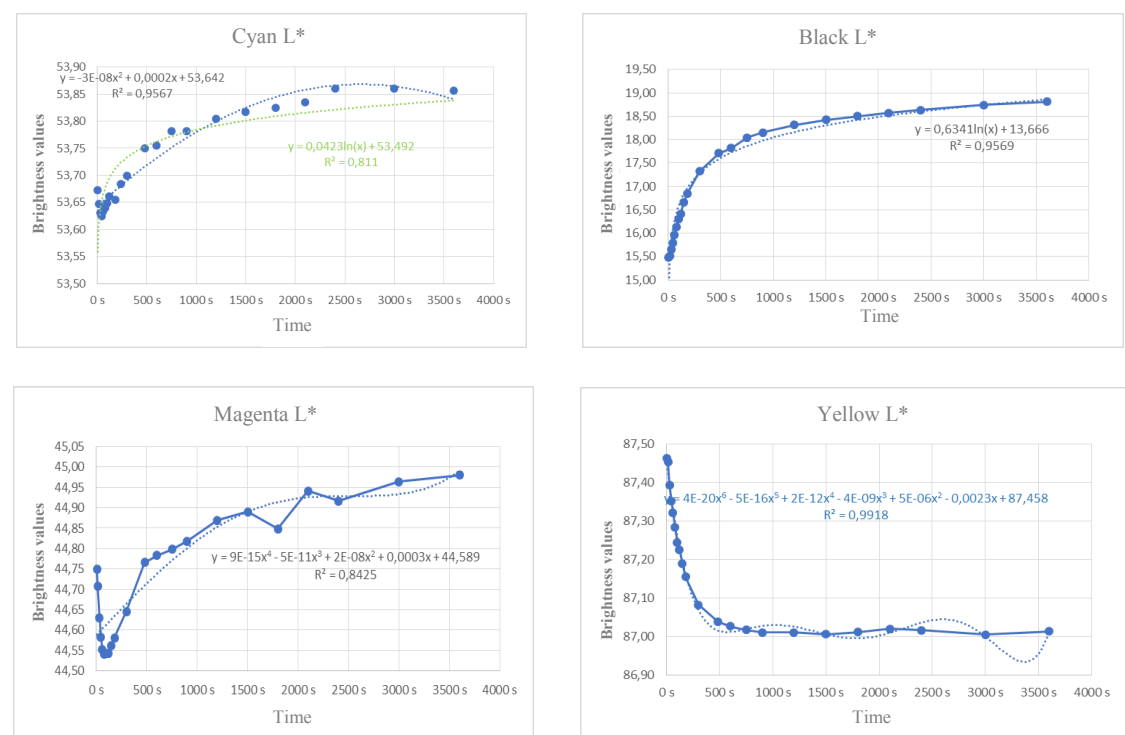 Cyan L*
53,90
y = -3E-08x² + 0,0002x + 53,642
R² = 0,9567
53,85
53,80
y = 0,0423ln(x) + 53,492
R² = 0,811
53,75
53,70
53,65
53,60
53,55
53,50
Brightness values
0 s 500 s 1000 s 1500 s 2000 s 2500 s 3000 s 3500 s 4000 s
Time
Black L*
19,50
19,00
18,50
18,00
y = 0,6341ln(x) + 13,666
R² = 0,9569
17,50
17,00
16,50
16,00
15,50
15,00
Brightness values
0 s 500 s 1000 s 1500 s 2000 s 2500 s 3000 s 3500 s 4000 s
Time
Magenta L*
45,05
45,00
44,95
44,90
44,85
44,80
y = 9E-15x⁴ - 5E-11x³ + 2E-08x² + 0,0003x + 44,589
R² = 0,8425
44,75
44,70
44,65
44,60
44,55
44,50
Brightness values
0 s 500 s 1000 s 1500 s 2000 s 2500 s 3000 s 3500 s 4000 s
Time
Yellow L*
87,50
87,40
y = 4E-20x⁶ - 5E-16x⁵ + 2E-12x⁴ - 4E-09x³ + 5E-06x² - 0,0023x + 87,458
R² = 0,9918
87,30
87,20
87,10
87,00
86,90
Brightness values
0 s 500 s 1000 s 1500 s 2000 s 2500 s 3000 s 3500 s 4000 s
Time